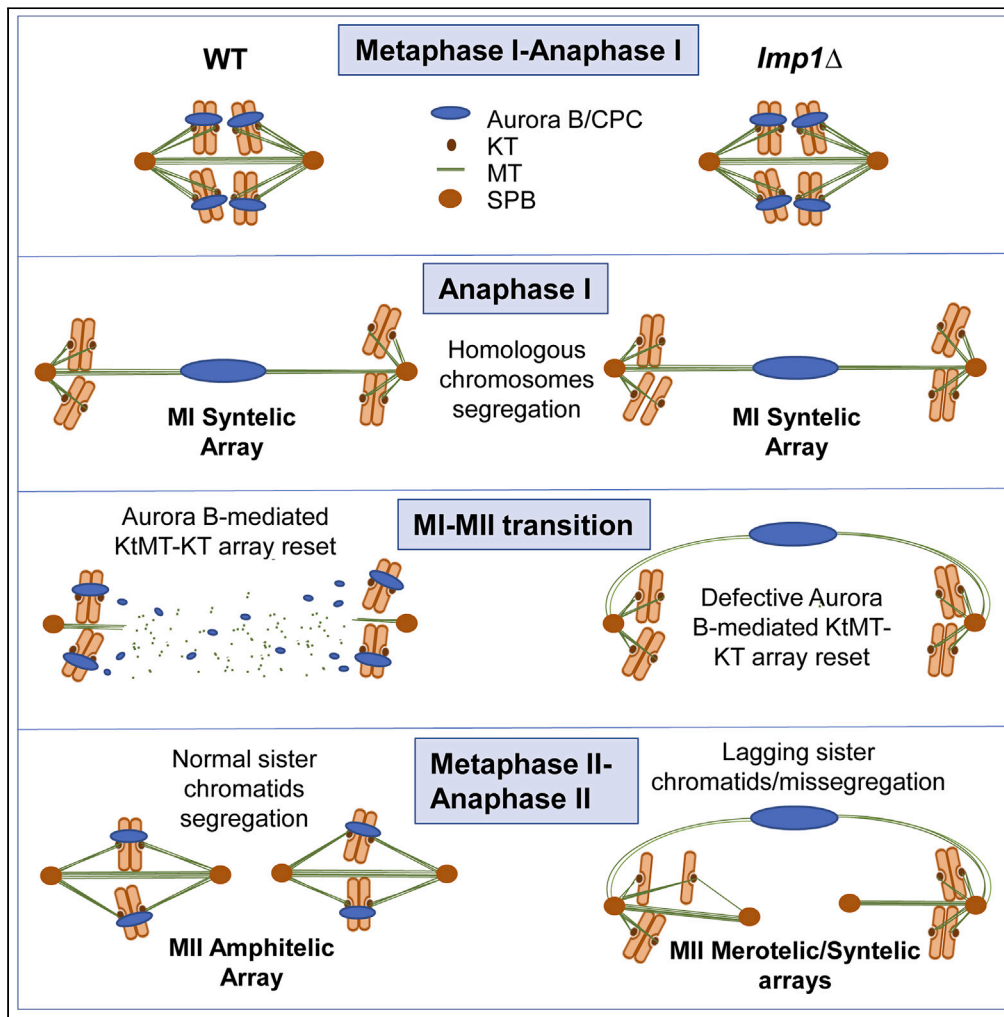 Metaphase I-Anaphase I
WT
lmp1Δ
Aurora B/CPC
KT
MT
SPB
Anaphase I
Homologous
chromosomes
segregation
MI Syntelic
Array
MI Syntelic
Array
MI-MII transition
Aurora B-mediated
KtMT-KT array reset
Defective Aurora
B-mediated KtMT-
KT array reset
Metaphase II-
Anaphase II
Normal sister
chromatids
segregation
Lagging sister
chromatids/missegregation
MII Amphitelic
Array
MII Merotelic/Syntelic
arrays